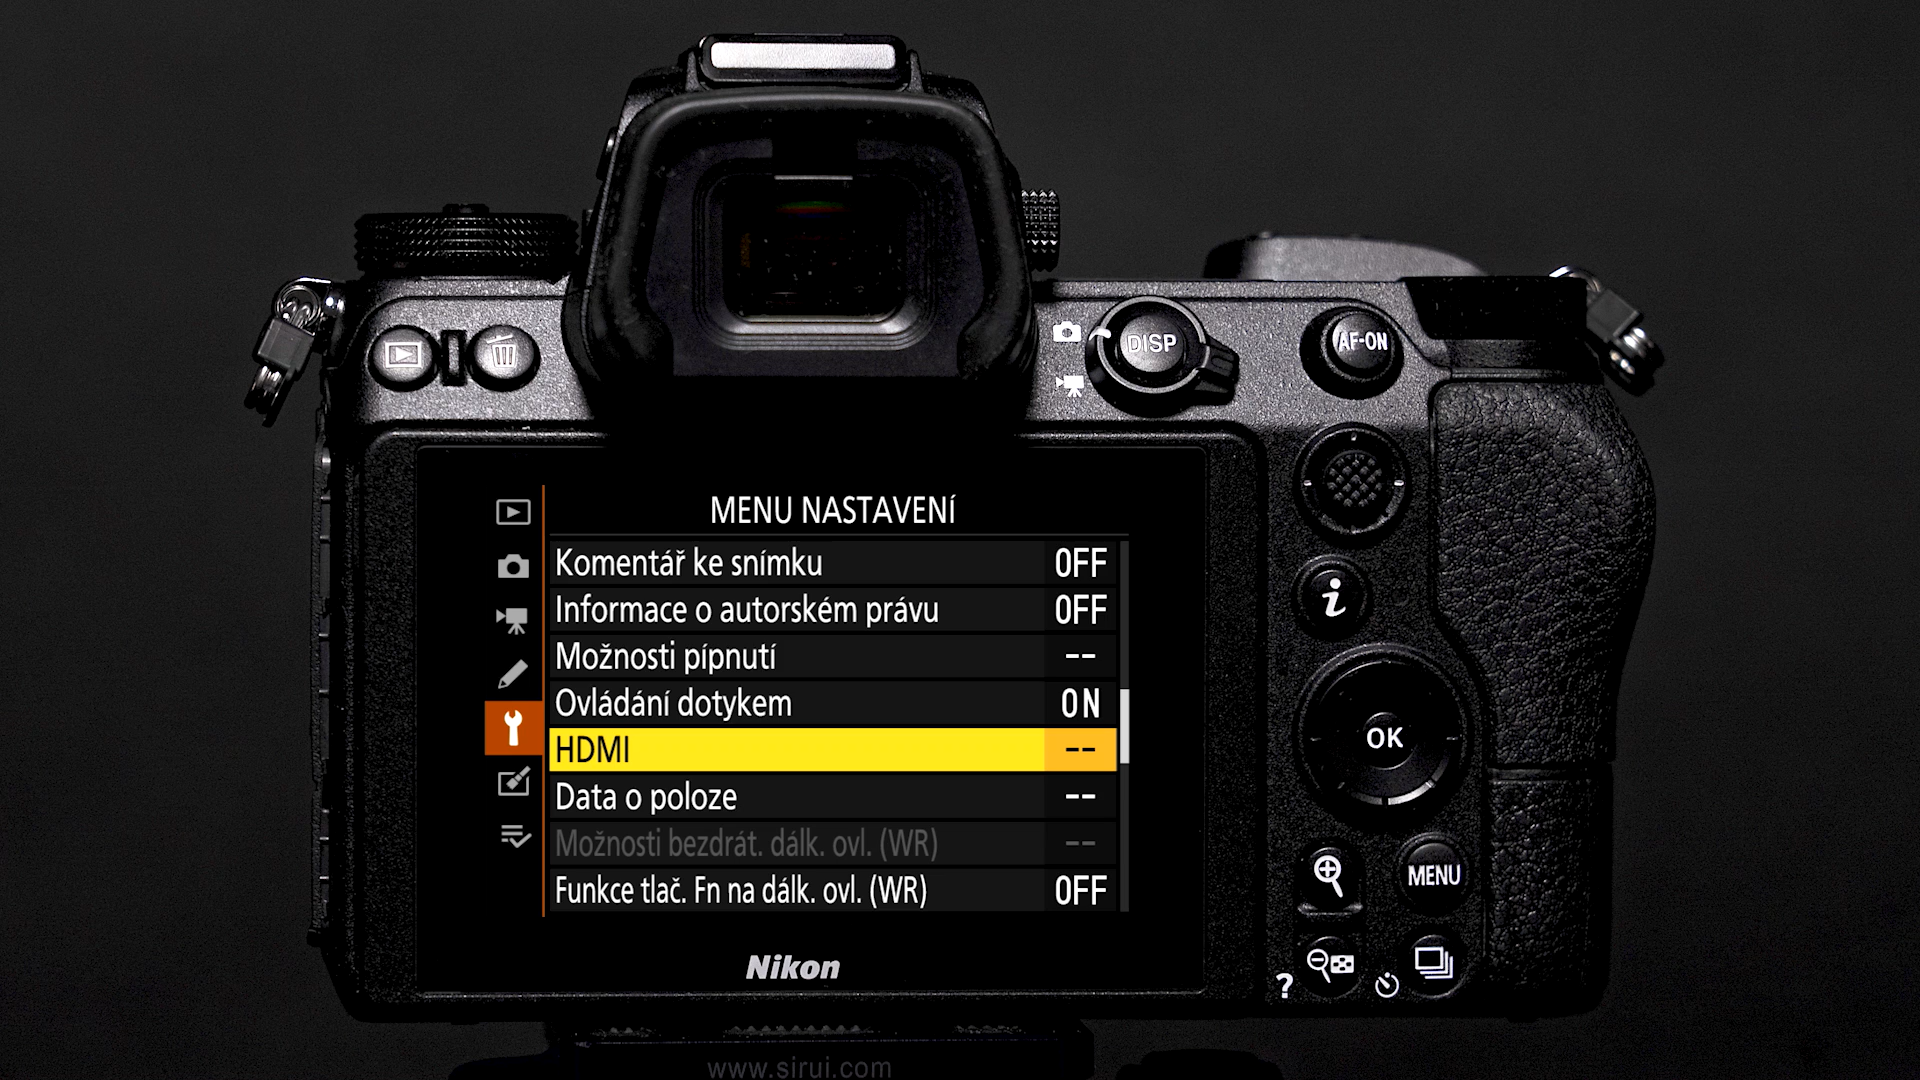 DISP
AF-ON
MENU NASTAVENÍ
Komentář ke snímku OFF
Informace o autorském právu OFF
Možnosti pípnutí --
Ovládání dotykem ON
HDMI --
Data o poloze --
Možnosti bezdrát. dálk. ovl. (WR) --
Funkce tlač. Fn na dálk. ovl. (WR) OFF
i
OK
MENU
?
Nikon
www.sirui.com